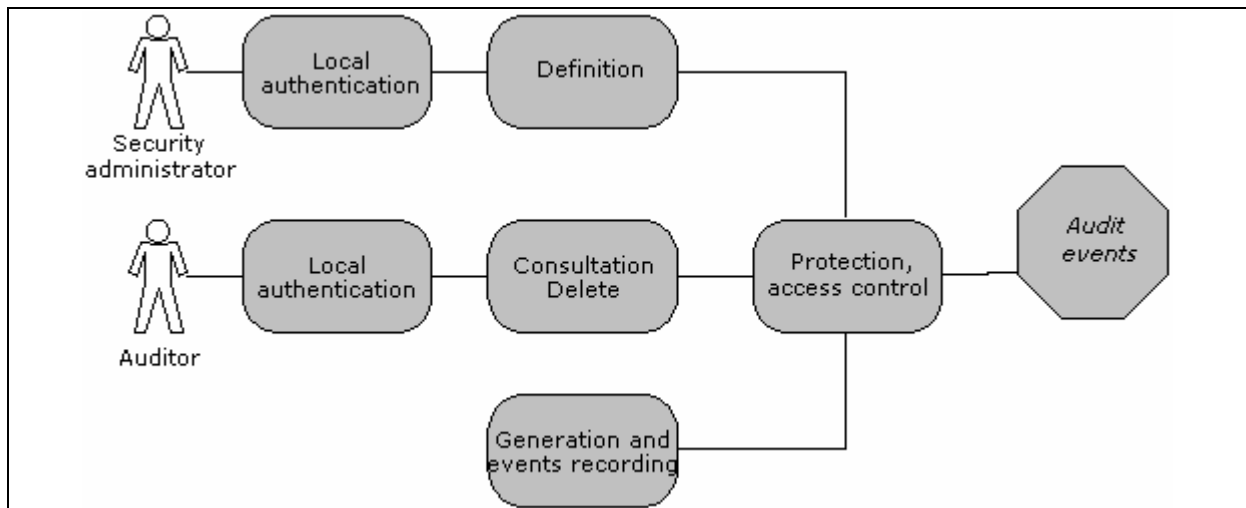 Local
authentication
Definition
Security
administrator
Audit
events
Local
authentication
Consultation
Delete
Protection,
access control
Auditor
Generation and
events recording